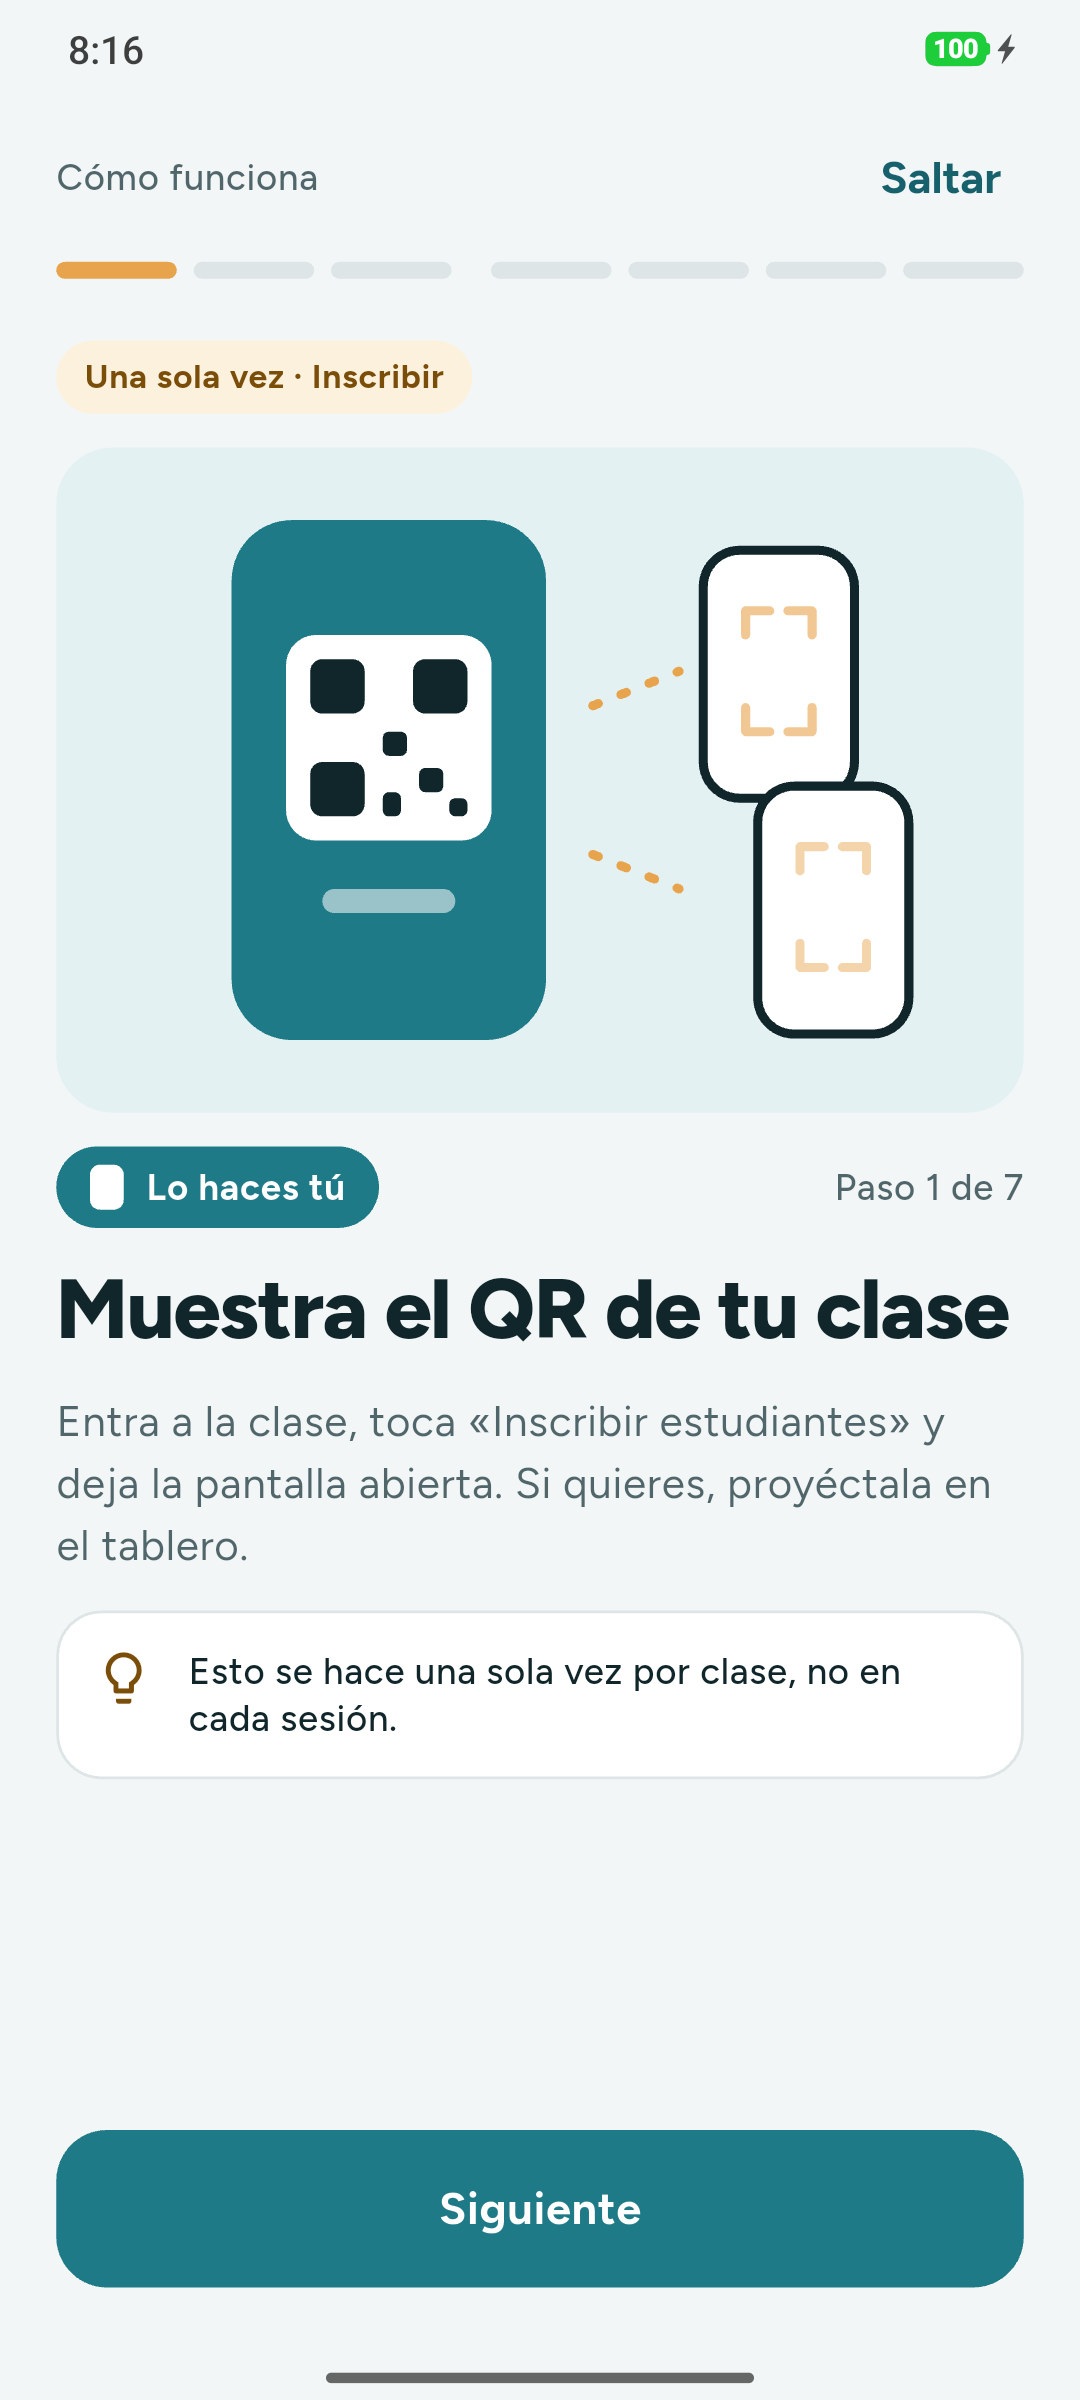 8:16
100
Cómo funciona
Saltar
Una sola vez · Inscribir
Lo haces tú
Paso 1 de 7
Muestra el QR de tu clase
Entra a la clase, toca «Inscribir estudiantes» y
deja la pantalla abierta. Si quieres, proyéctala en
el tablero.
Esto se hace una sola vez por clase, no en
cada sesión.
Siguiente